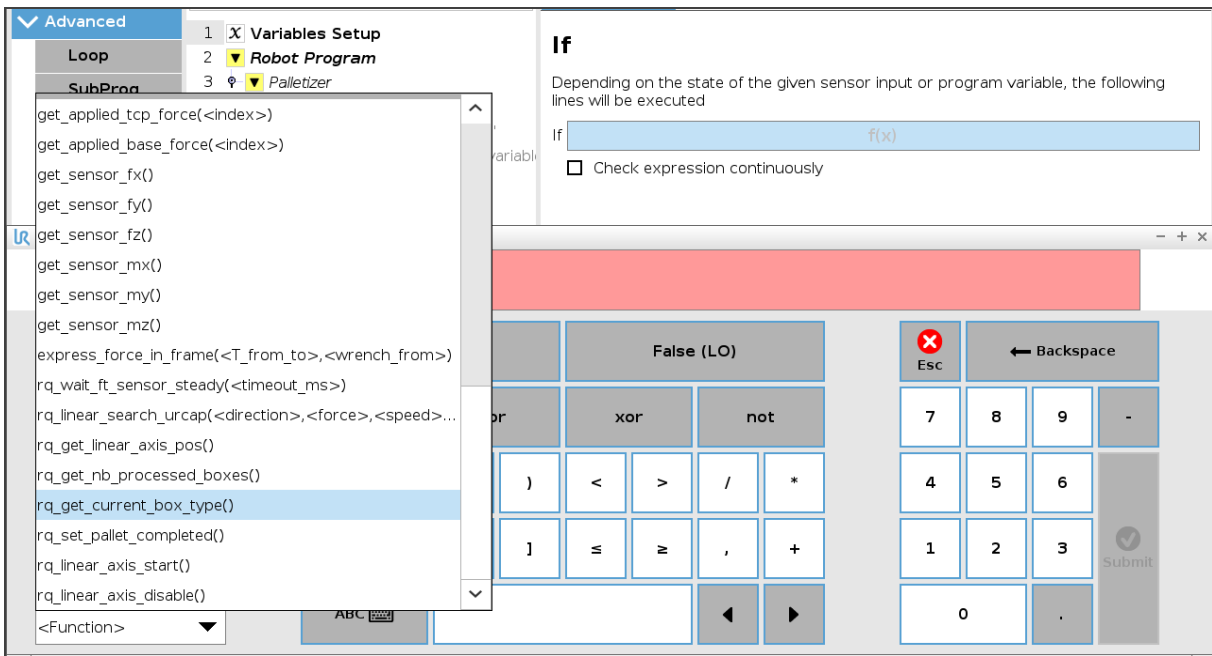 Advanced
Loop
SubProg
1 x Variables Setup
2 Robot Program
3 Palletizer
variabl
If
Depending on the state of the given sensor input or program variable, the following
lines will be executed
If f(x)
Check expression continuously
get_applied_tcp_force(<index>)
get_applied_base_force(<index>)
get_sensor_fx()
get_sensor_fy()
get_sensor_fz()
get_sensor_mx()
get_sensor_my()
get_sensor_mz()
express_force_in_frame(<T_from_to>,<wrench_from>)
rq_wait_ft_sensor_steady(<timeout_ms>)
rq_linear_search_urcap(<direction>,<force>,<speed>...
rq_get_linear_axis_pos()
rq_get_nb_processed_boxes()
rq_get_current_box_type()
rq_set_pallet_completed()
rq_linear_axis_start()
rq_linear_axis_disable()
<Function>
False (LO)
Esc
← Backspace
xor not
7 8 9 -
) < > / *
4 5 6
] ≤ ≥ , +
1 2 3
Submit
ABC
0 .